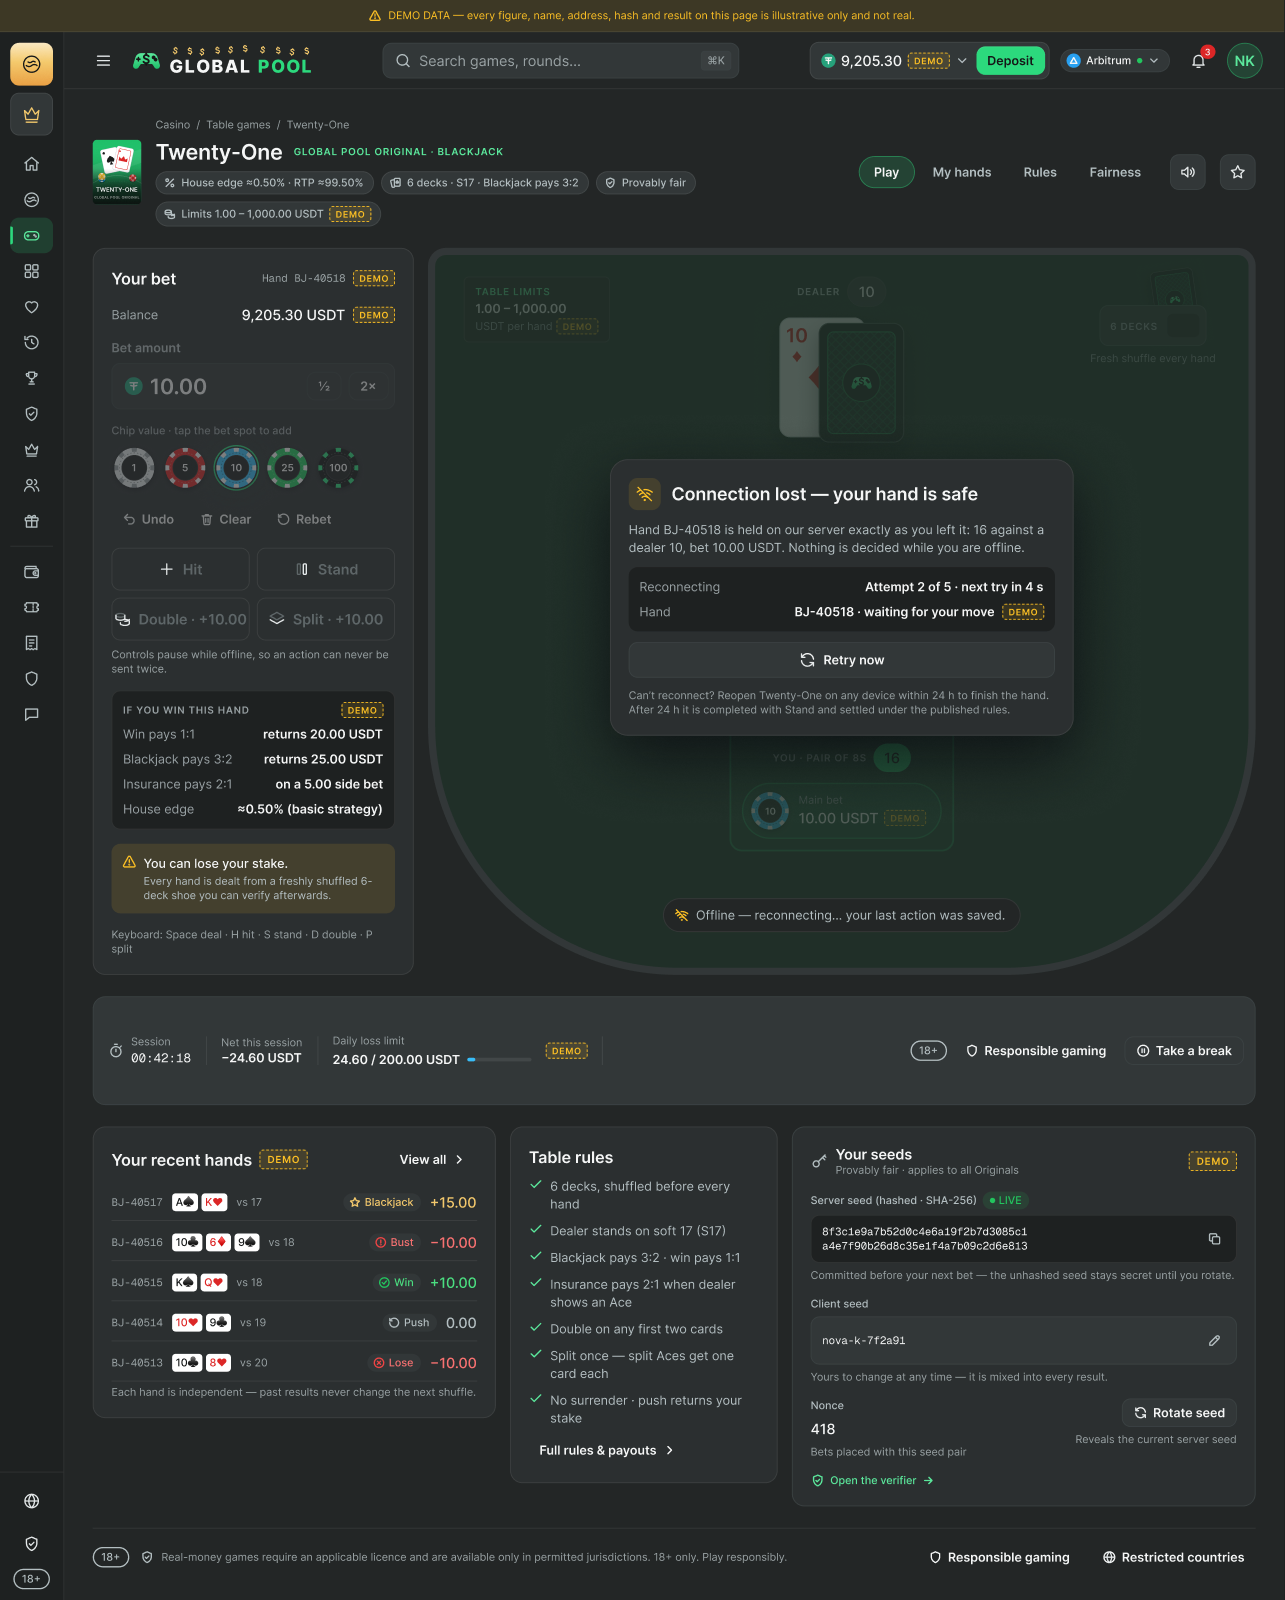 DEMO DATA — every figure, name, address, hash and result on this page is illustrative only and not real.
GLOBAL POOL
Search games, rounds...
⌘K
9,205.30 DEMO
Deposit
Arbitrum
3
NK
Casino / Table games / Twenty-One
TWENTY-ONE
GLOBAL POOL ORIGINAL
Twenty-One GLOBAL POOL ORIGINAL · BLACKJACK
House edge ≈0.50% · RTP ≈99.50%
6 decks · S17 · Blackjack pays 3:2
Provably fair
Limits 1.00 – 1,000.00 USDT DEMO
Play
My hands
Rules
Fairness
Your bet
Hand BJ-40518 DEMO
Balance
9,205.30 USDT DEMO
Bet amount
10.00
½
2×
Chip value · tap the bet spot to add
1
5
10
25
100
Undo
Clear
Rebet
Hit
Stand
Double · +10.00
Split · +10.00
Controls pause while offline, so an action can never be
sent twice.
IF YOU WIN THIS HAND DEMO
Win pays 1:1 returns 20.00 USDT
Blackjack pays 3:2 returns 25.00 USDT
Insurance pays 2:1 on a 5.00 side bet
House edge ≈0.50% (basic strategy)
You can lose your stake.
Every hand is dealt from a freshly shuffled 6-
deck shoe you can verify afterwards.
Keyboard: Space deal · H hit · S stand · D double · P
split
TABLE LIMITS
1.00 – 1,000.00
USDT per hand DEMO
DEALER 10
10
6 DECKS
Fresh shuffle every hand
Connection lost — your hand is safe
Hand BJ-40518 is held on our server exactly as you left it: 16 against a
dealer 10, bet 10.00 USDT. Nothing is decided while you are offline.
Reconnecting Attempt 2 of 5 · next try in 4 s
Hand BJ-40518 · waiting for your move DEMO
Retry now
Can't reconnect? Reopen Twenty-One on any device within 24 h to finish the hand.
After 24 h it is completed with Stand and settled under the published rules.
YOU · PAIR OF 8S 16
10
Main bet
10.00 USDT DEMO
Offline — reconnecting... your last action was saved.
Session
00:42:18
Net this session
−24.60 USDT
Daily loss limit
24.60 / 200.00 USDT
DEMO
18+
Responsible gaming
Take a break
Your recent hands DEMO
View all
BJ-40517 A♠ K♥ vs 17 Blackjack +15.00
BJ-40516 10♣ 6♦ 9♠ vs 18 Bust −10.00
BJ-40515 K♠ Q♥ vs 18 Win +10.00
BJ-40514 10♥ 9♣ vs 19 Push 0.00
BJ-40513 10♣ 8♥ vs 20 Lose −10.00
Each hand is independent — past results never change the next shuffle.
Table rules
6 decks, shuffled before every
hand
Dealer stands on soft 17 (S17)
Blackjack pays 3:2 · win pays 1:1
Insurance pays 2:1 when dealer
shows an Ace
Double on any first two cards
Split once — split Aces get one
card each
No surrender · push returns your
stake
Full rules & payouts
Your seeds
Provably fair · applies to all Originals
DEMO
Server seed (hashed · SHA-256) LIVE
8f3c1e9a7b52d0c4e6a19f2b7d3085c1
a4e7f90b26d8c35e1f4a7b09c2d6e813
Committed before your next bet — the unhashed seed stays secret until you rotate.
Client seed
nova-k-7f2a91
Yours to change at any time — it is mixed into every result.
Nonce
418
Bets placed with this seed pair
Rotate seed
Reveals the current server seed
Open the verifier →
18+
18+
Real-money games require an applicable licence and are available only in permitted jurisdictions. 18+ only. Play responsibly.
Responsible gaming
Restricted countries